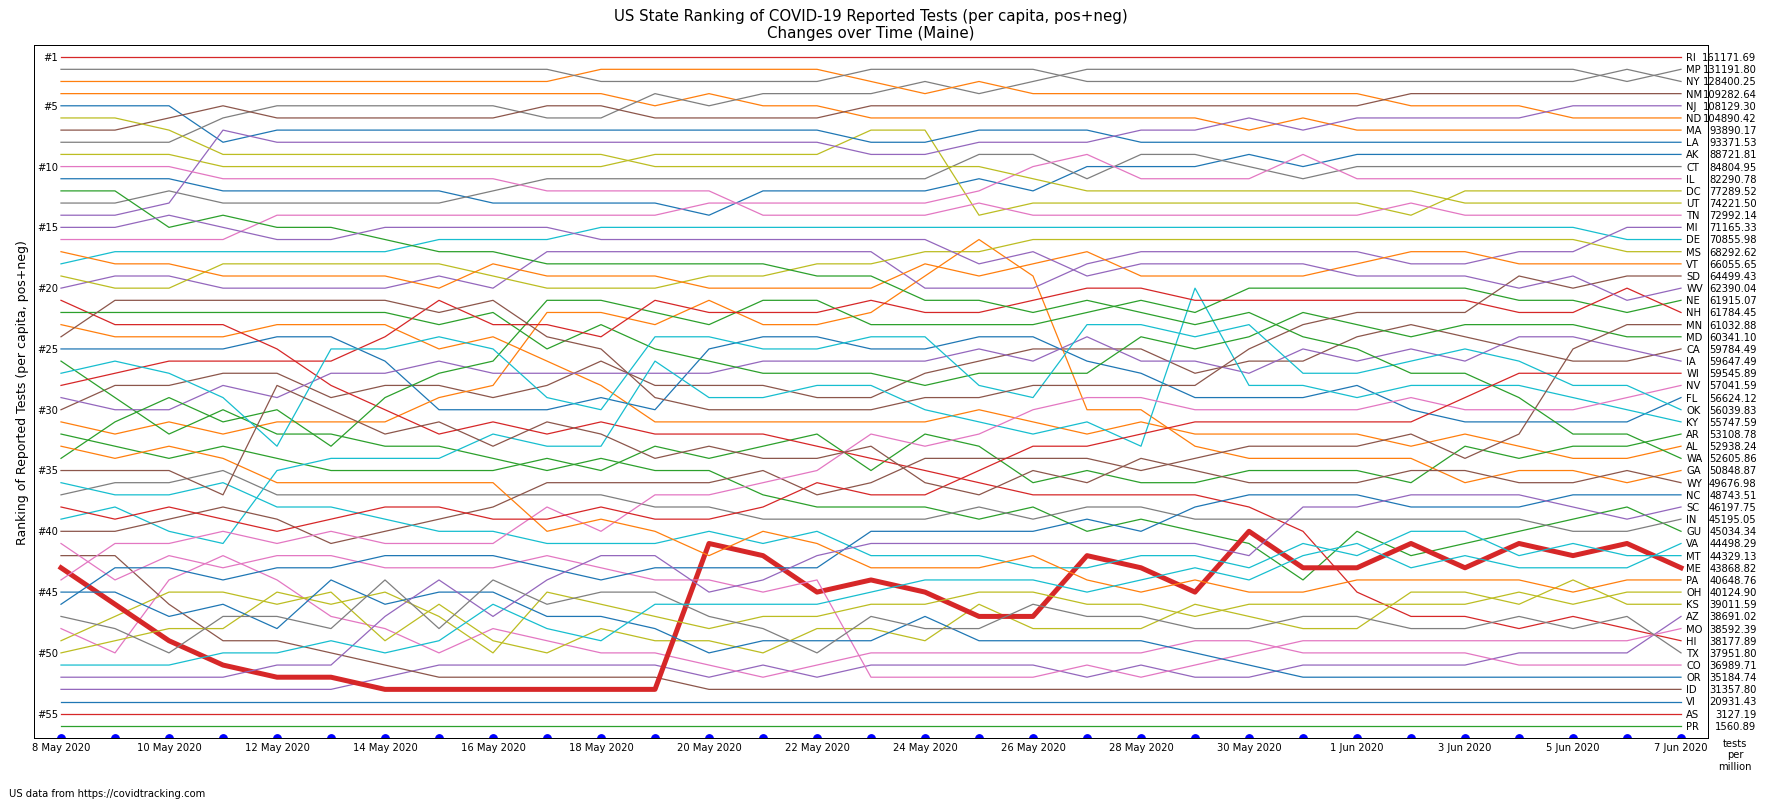 US State Ranking of COVID-19 Reported Tests (per capita, pos+neg)
Changes over Time (Maine)
Ranking of Reported Tests (per capita, pos+neg)
#1
#5
#10
#15
#20
#25
#30
#35
#40
#45
#50
#55
RI 161171.69
MP 131191.80
NY 128400.25
NM 109282.64
NJ 108129.30
ND 104890.42
MA 93890.17
LA 93371.53
AK 88721.81
CT 84804.95
IL 82290.78
DC 77289.52
UT 74221.50
TN 72992.14
MI 71165.33
DE 70855.98
MS 68292.62
VT 66055.65
SD 64499.43
WV 62390.04
NE 61915.07
NH 61784.45
MN 61032.88
MD 60341.10
CA 59784.49
IA 59647.49
WI 59545.89
NV 57041.59
FL 56624.12
OK 56039.83
KY 55747.59
AR 53108.78
AL 52938.24
WA 52605.86
GA 50848.87
WY 49676.98
NC 48743.51
SC 46197.75
IN 45195.05
GU 45034.34
VA 44498.29
MT 44329.13
ME 43868.82
PA 40648.76
OH 40124.90
KS 39011.59
AZ 38691.02
MO 38592.39
HI 38177.89
TX 37951.80
CO 36989.71
OR 35184.74
ID 31357.80
VI 20931.43
AS 3127.19
PR 1560.89
8 May 2020
10 May 2020
12 May 2020
14 May 2020
16 May 2020
18 May 2020
20 May 2020
22 May 2020
24 May 2020
26 May 2020
28 May 2020
30 May 2020
1 Jun 2020
3 Jun 2020
5 Jun 2020
7 Jun 2020
tests
per
million
US data from https://covidtracking.com